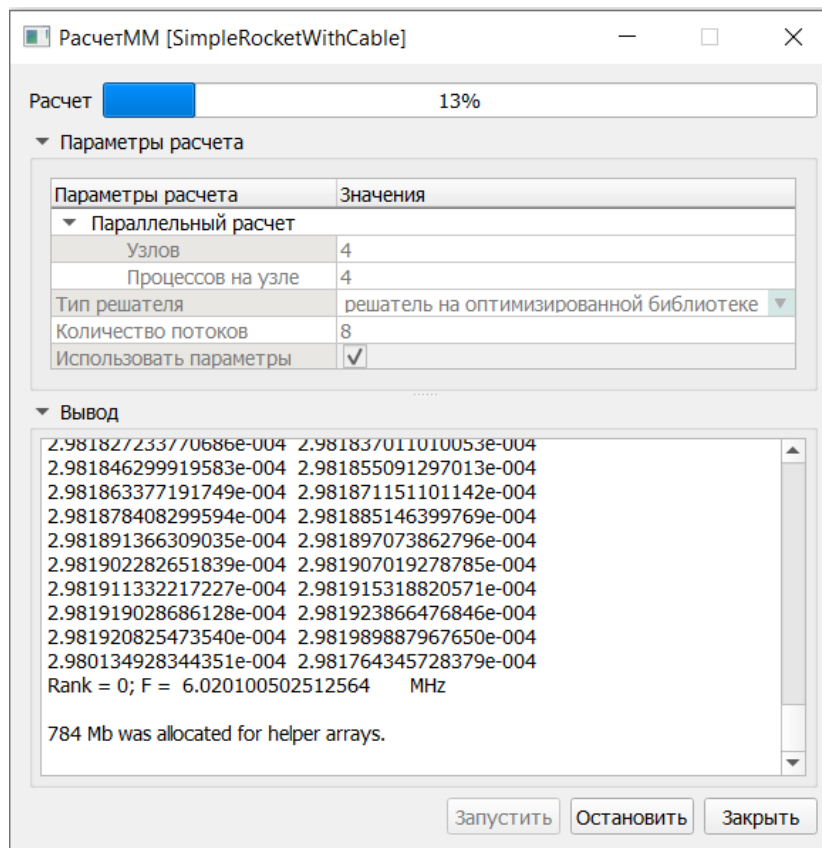 РасчетММ [SimpleRocketWithCable]
Расчет 13%
Параметры расчета
Параметры расчета Значения
Параллельный расчет
Узлов 4
Процессов на узле 4
Тип решателя решатель на оптимизированной библиотеке
Количество потоков 8
Использовать параметры
Вывод
2.981827233770686e-004 2.981837011010053e-004
2.981846299919583e-004 2.981855091297013e-004
2.981863377191749e-004 2.981871151101142e-004
2.981878408299594e-004 2.981885146399769e-004
2.981891366309035e-004 2.981897073862796e-004
2.981902282651839e-004 2.981907019278785e-004
2.981911332217227e-004 2.981915318820571e-004
2.981919028686128e-004 2.981923866476846e-004
2.981920825473540e-004 2.981989887967650e-004
2.980134928344351e-004 2.981764345728379e-004
Rank = 0; F = 6.020100502512564 MHz
784 Mb was allocated for helper arrays.
Запустить Остановить Закрыть